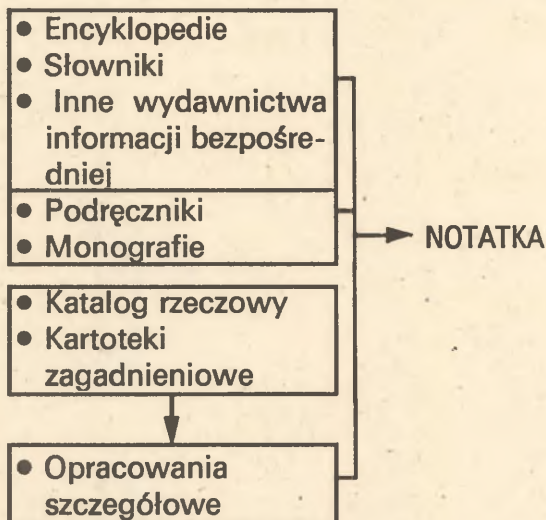 ● Encyklopedie
● Słowniki
● Inne wydawnictwa
informacji bezpośre-
dniej
● Podręczniki
● Monografie
NOTATKA
● Katalog rzeczowy
● Kartoteki
zagadnieniowe
● Opracowania
szczegółowe